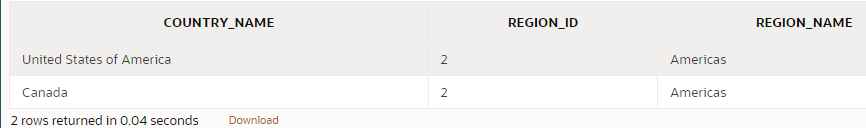 COUNTRY_NAME REGION_ID REGION_NAME
United States of America 2 Americas
Canada 2 Americas
2 rows returned in 0.04 seconds Download